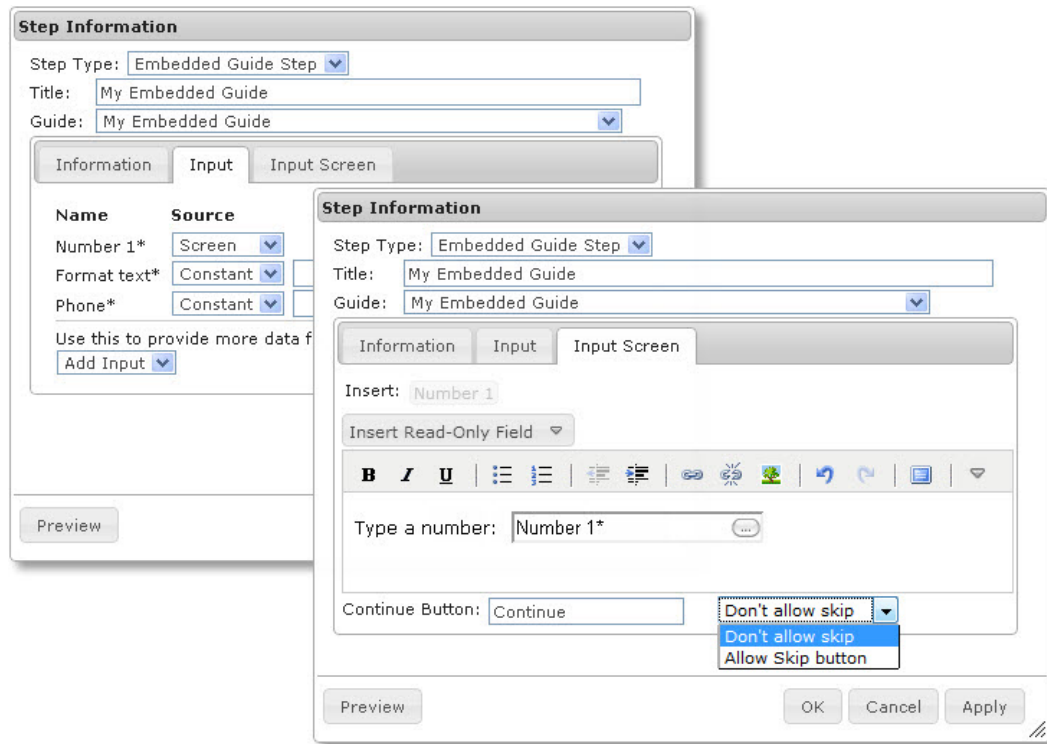 Step Information
Step Type: Embedded Guide Step
Title: My Embedded Guide
Guide: My Embedded Guide
Information Input Input Screen
Name Source
Number 1* Screen
Format text* Constant
Phone* Constant
Use this to provide more data f
Add Input
Preview
Step Information
Step Type: Embedded Guide Step
Title: My Embedded Guide
Guide: My Embedded Guide
Information Input Input Screen
Insert: Number 1
Insert Read-Only Field
B I U
Type a number: Number 1* ...
Continue Button: Continue Don't allow skip
Don't allow skip
Allow Skip button
Preview OK Cancel Apply